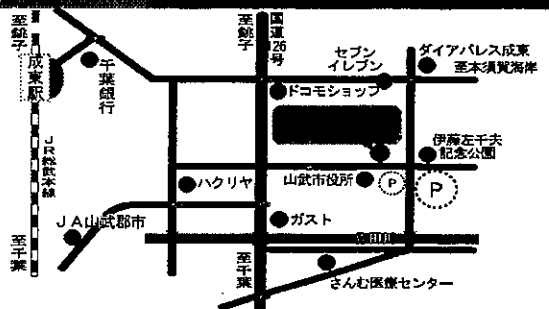 至銚子
至銚子
国道126号
成東駅
千葉銀行
セブン
イレブン
ダイアパレス成東
至本須賀海岸
ドコモショップ
伊藤左千夫
記念公園
JR総武本線
ハクリヤ
山武市役所
P
P
JA山武郡市
ガスト
至千葉
至千葉
さんむ医療センター